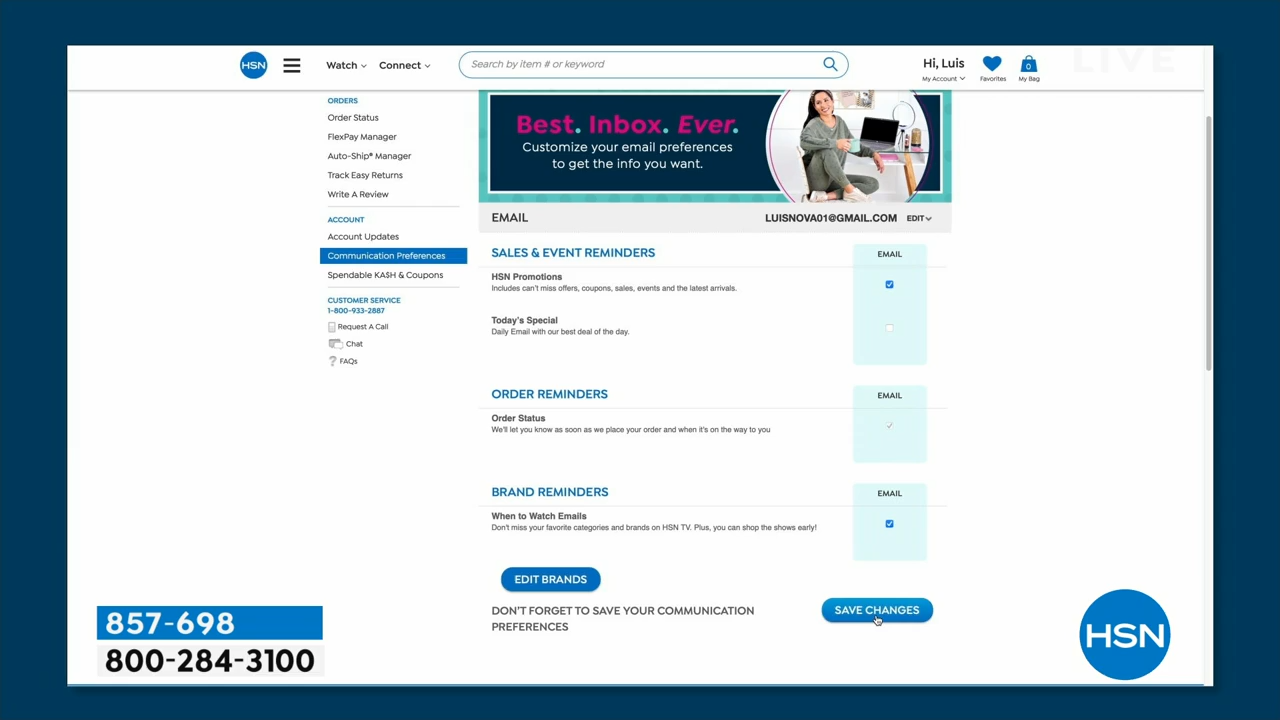 LIVE
HSN
Watch
Connect
Search by item # or keyword
Hi, Luis
My Account
Favorites
0
My Bag
ORDERS
Order Status
FlexPay Manager
Auto-Ship® Manager
Track Easy Returns
Write A Review
ACCOUNT
Account Updates
Communication Preferences
Spendable KA$H & Coupons
CUSTOMER SERVICE
1-800-933-2887
Request A Call
Chat
FAQs
Best. Inbox. Ever.
Customize your email preferences
to get the info you want.
EMAIL
LUISNOVA01@GMAIL.COM
EDIT
SALES & EVENT REMINDERS
EMAIL
HSN Promotions
Includes can't miss offers, coupons, sales, events and the latest arrivals.
Today's Special
Daily Email with our best deal of the day.
ORDER REMINDERS
EMAIL
Order Status
We'll let you know as soon as we place your order and when it's on the way to you
BRAND REMINDERS
EMAIL
When to Watch Emails
Don't miss your favorite categories and brands on HSN TV. Plus, you can shop the shows early!
EDIT BRANDS
DON'T FORGET TO SAVE YOUR COMMUNICATION
PREFERENCES
SAVE CHANGES
857-698
800-284-3100
HSN